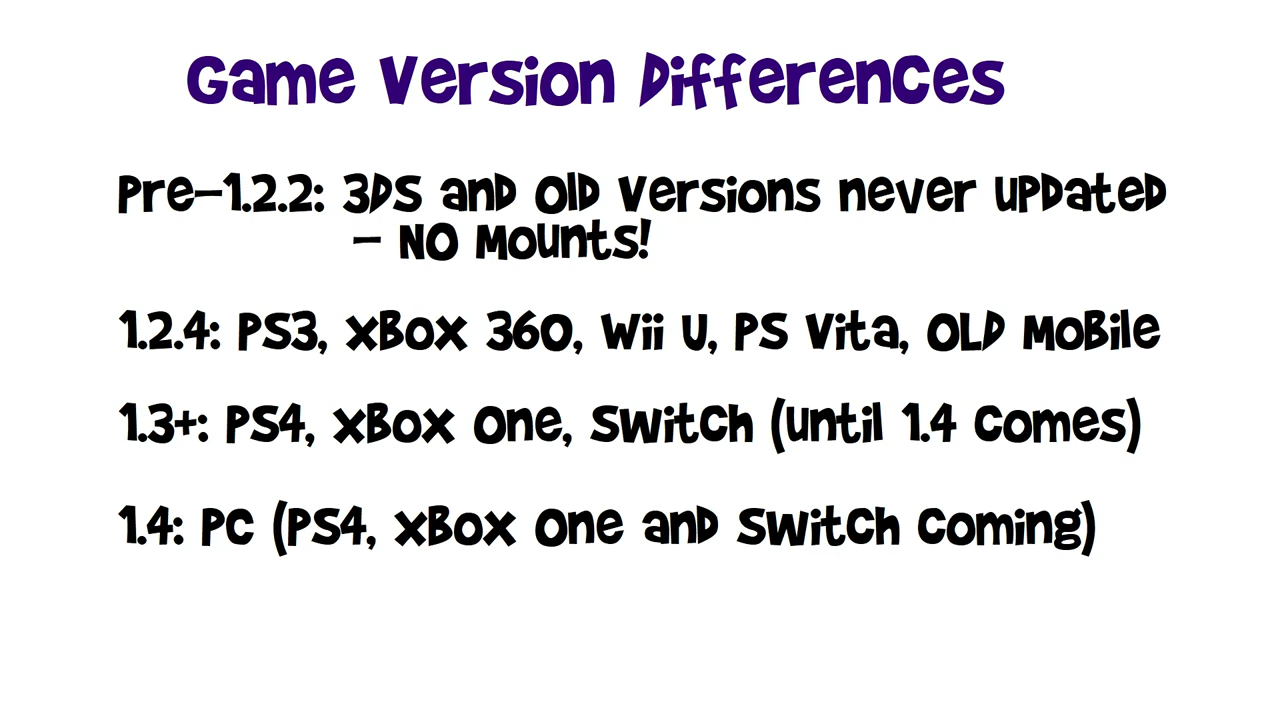 Game Version Differences
Pre-1.2.2: 3DS and Old Versions never updated
- NO Mounts!
1.2.4: PS3, XBox 360, Wii U, PS Vita, OLD Mobile
1.3+: PS4, XBox One, Switch (until 1.4 comes)
1.4: PC (PS4, XBox One and Switch Coming)